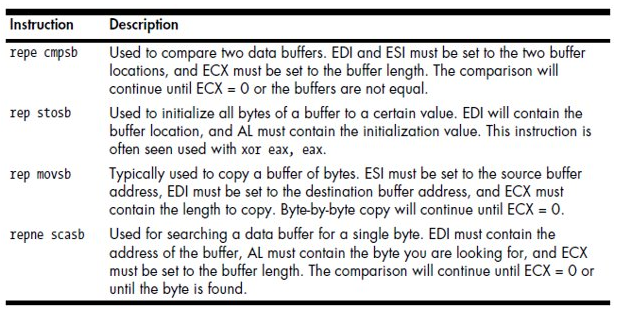 Instruction Description
repe cmpsb Used to compare two data buffers. EDI and ESI must be set to the two buffer
locations, and ECX must be set to the buffer length. The comparison will
continue until ECX = 0 or the buffers are not equal.
rep stosb Used to initialize all bytes of a buffer to a certain value. EDI will contain the
buffer location, and AL must contain the initialization value. This instruction is
often seen used with xor eax, eax.
rep movsb Typically used to copy a buffer of bytes. ESI must be set to the source buffer
address, EDI must be set to the destination buffer address, and ECX must
contain the length to copy. Byte-by-byte copy will continue until ECX = 0.
repne scasb Used for searching a data buffer for a single byte. EDI must contain the
address of the buffer, AL must contain the byte you are looking for, and ECX
must be set to the buffer length. The comparison will continue until ECX = 0 or
until the byte is found.